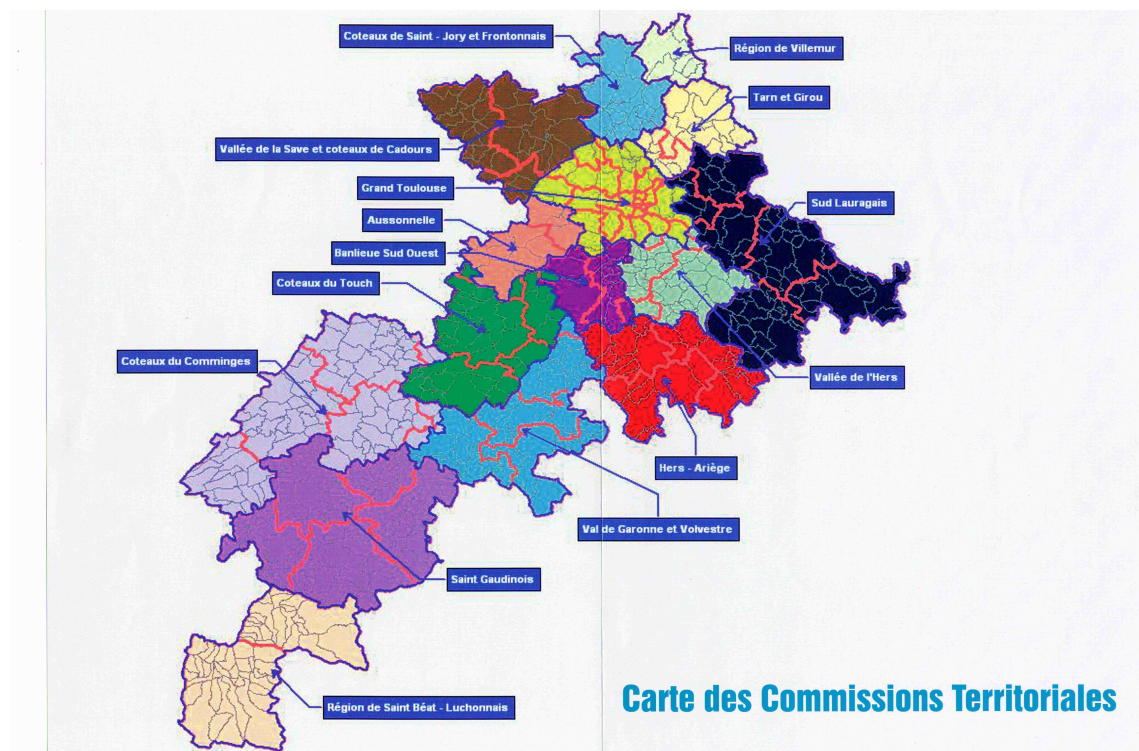 Coteaux de Saint - Jory et Frontonnais
Région de Villemur
Tarn et Girou
Vallée de la Save et coteaux de Cadours
Grand Toulouse
Sud Lauragais
Aussonnelle
Banlieue Sud Ouest
Coteaux du Touch
Coteaux du Comminges
Vallée de l'Hers
Hers - Ariège
Val de Garonne et Volvestre
Saint Gaudinois
Région de Saint Béat - Luchonnais
Carte des Commissions Territoriales